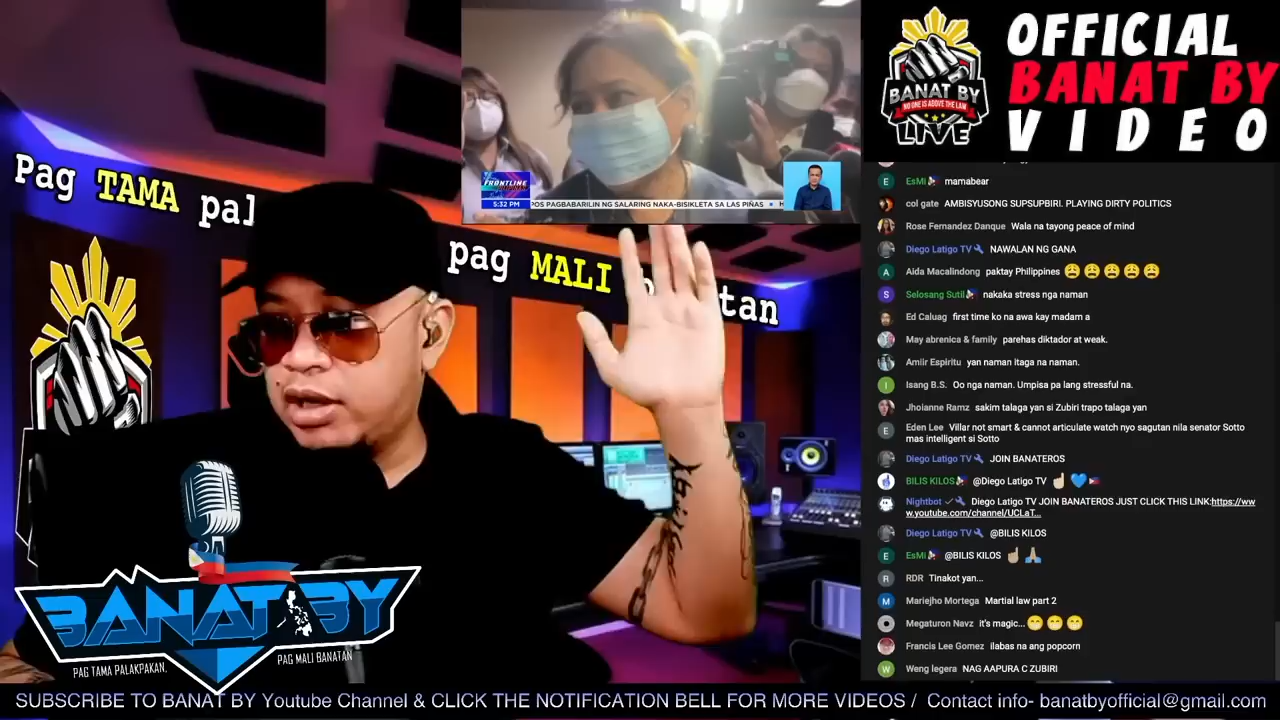 OFFICIAL
BANAT BY
VIDEO
BANAT BY
NO ONE IS ABOVE THE LAW
LIVE
Pag TAMA pal
pag MALI
tan
FRONTLINE
5:32 PM
POS PAGBABARILIN NG SALARING NAKA-BISIKLETA SA LAS PIÑAS
EsMi mamabear
col gate AMBISYUSONG SUPSUPBIRI. PLAYING DIRTY POLITICS
Rose Fernandez Danque Wala na tayong peace of mind
Diego Latigo TV NAWALAN NG GANA
Aida Macalindong paktay Philippines 😩😩😩😩😩
Selosang Sutil nakaka stress nga naman
Ed Caluag first time ko na awa kay madam a
May abrenica & family parehas diktador at weak.
Amiir Espiritu yan naman itaga na naman.
Isang B.S. Oo nga naman. Umpisa pa lang stressful na.
Jhoianne Ramz sakim talaga yan si Zubiri trapo talaga yan
Eden Lee Villar not smart & cannot articulate watch nyo sagutan nila senator Sotto
mas intelligent si Sotto
Diego Latigo TV JOIN BANATEROS
BILIS KILOS @Diego Latigo TV ☝🏼💙🇵🇭
Nightbot Diego Latigo TV JOIN BANATEROS JUST CLICK THIS LINK:https://ww
w.youtube.com/channel/UCLaT...
Diego Latigo TV @BILIS KILOS
EsMi @BILIS KILOS ☝🏽🙏🏽
RDR Tinakot yan...
Mariejho Mortega Martial law part 2
Megaturon Navz it's magic... 😁😁😁
Francis Lee Gomez ilabas na ang popcorn
Weng legera NAG AAPURA C ZUBIRI
BANAT BY
PAG TAMA PALAKPAKAN,
PAG MALI BANATAN
SUBSCRIBE TO BANAT BY Youtube Channel & CLICK THE NOTIFICATION BELL FOR MORE VIDEOS / Contact info- banatbyofficial@gmail.com